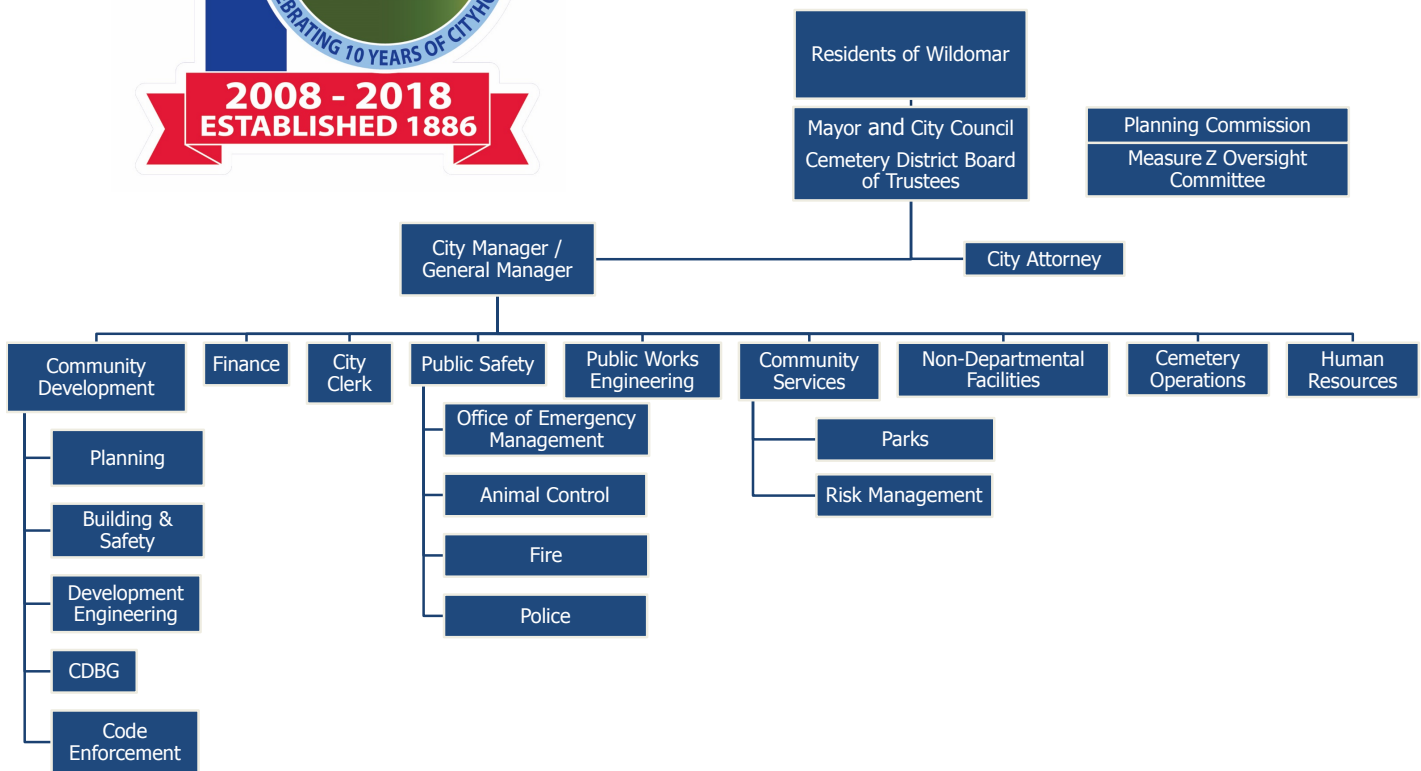 BRATING 10 YEARS OF CITYHO
2008 - 2018
ESTABLISHED 1886
Residents of Wildomar
Mayor and City Council
Cemetery District Board
of Trustees
Planning Commission
Measure Z Oversight
Committee
City Manager /
General Manager
City Attorney
Community
Development
Finance
City
Clerk
Public Safety
Public Works
Engineering
Community
Services
Non-Departmental
Facilities
Cemetery
Operations
Human
Resources
Planning
Building &
Safety
Development
Engineering
CDBG
Code
Enforcement
Office of Emergency
Management
Animal Control
Fire
Police
Parks
Risk Management